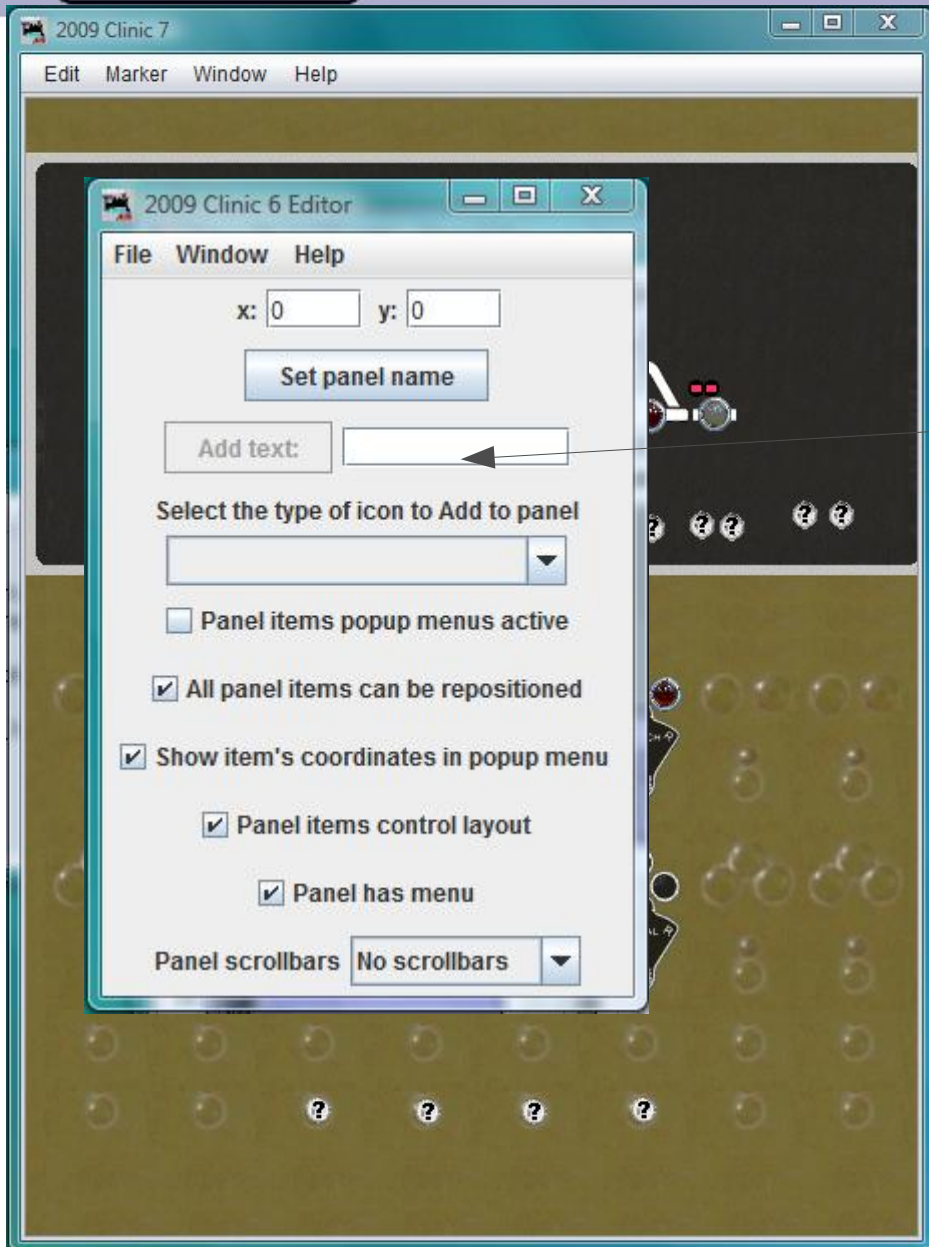 2009 Clinic 7
Edit Marker Window Help
2009 Clinic 6 Editor
File Window Help
x: 0 y: 0
Set panel name
Add text:
Select the type of icon to Add to panel
Panel items popup menus active
All panel items can be repositioned
Show item's coordinates in popup menu
Panel items control layout
Panel has menu
Panel scrollbars No scrollbars
? ? ? ? ?
? ? ? ?